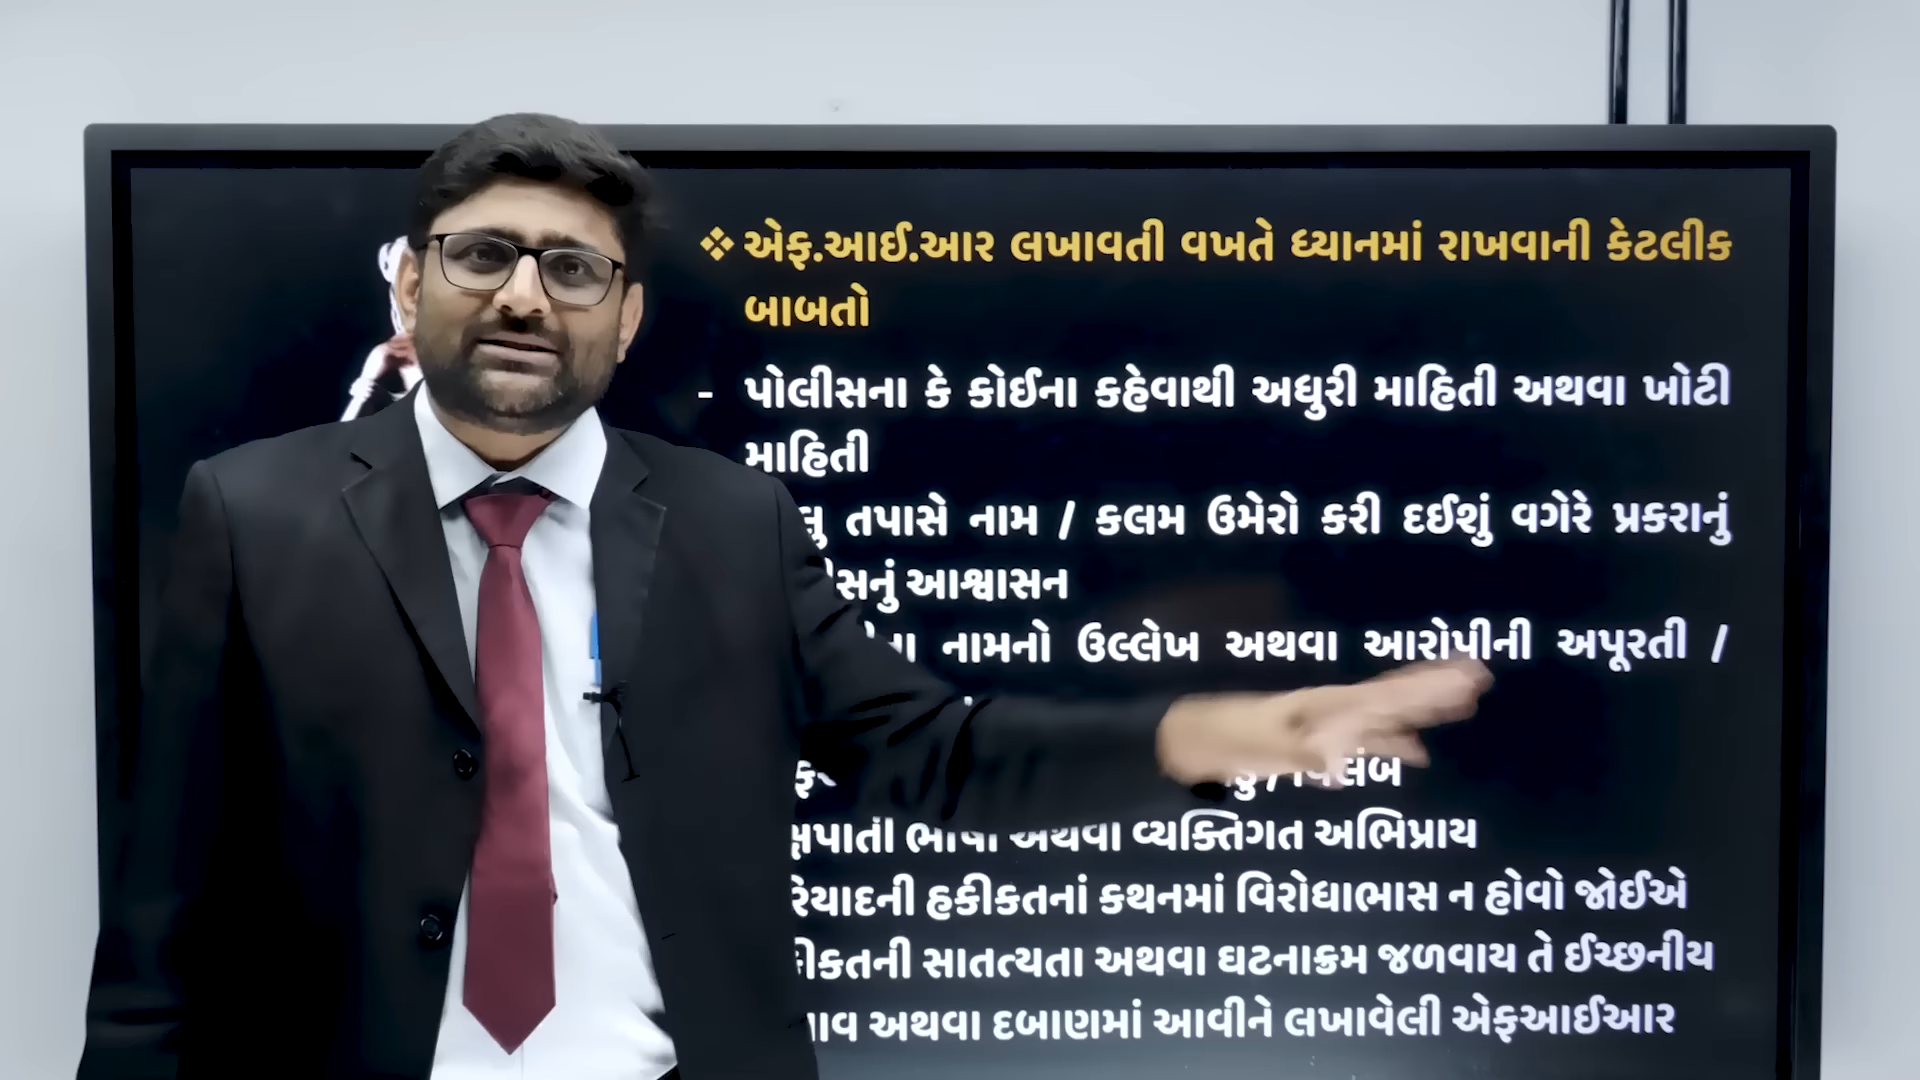 ❖ એફ.આઈ.આર લખાવતી વખતે ધ્યાનમાં રાખવાની કેટલીક
બાબતો
- પોલીસના કે કોઈના કહેવાથી અધુરી માહિતી અથવા ખોટી
માહિતી
તપાસે નામ / કલમ ઉમેરો કરી દઈશું વગેરે પ્રકરાનું
આશ્વાસન
નામનો ઉલ્લેખ અથવા આરોપીની અપૂરતી /
અથવા વ્યક્તિગત અભિપ્રાય
હકીકતનાં કથનમાં વિરોધાભાસ ન હોવો જોઈએ
સાતત્યતા અથવા ઘટનાક્રમ જળવાય તે ઈચ્છનીય
અથવા દબાણમાં આવીને લખાવેલી એફઆઈઆર